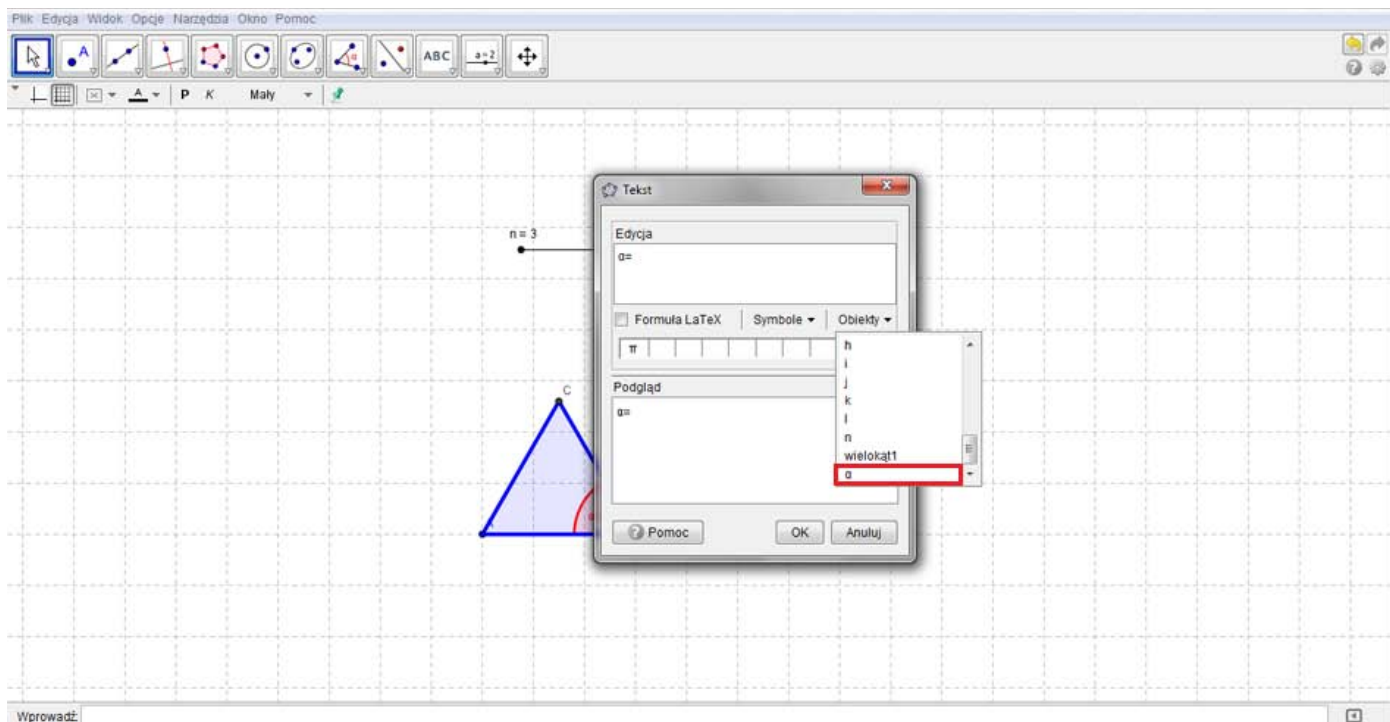 Plik Edycja Widok Opcje Narzędzia Okno Pomoc
A α ABC a=2
A P K Mały
n = 3
Tekst
Edycja
α=
Formuła LaTeX Symbole Obiekty
π
h
i
j
k
l
n
wielokąt1
α
Podgląd
α=
Pomoc OK Anuluj
C
Wprowadź: